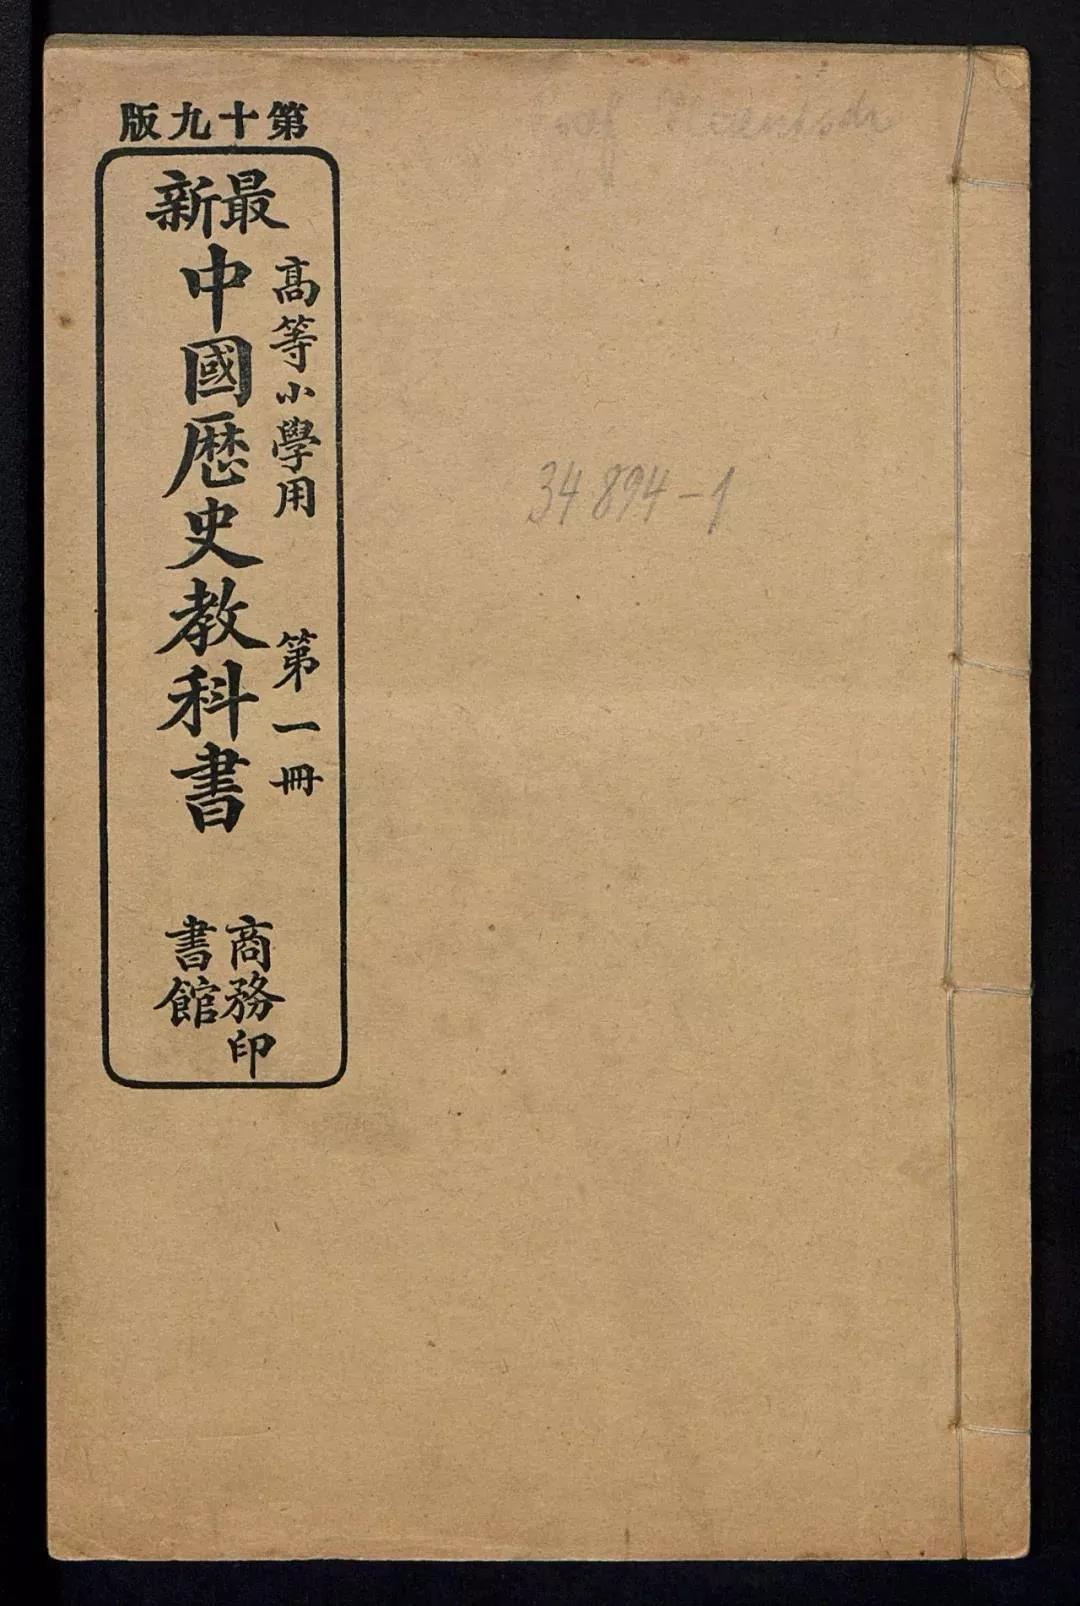 第十九版
最新
中國歷史教科書
高等小學用 第一冊
商務印
書館
34894-1